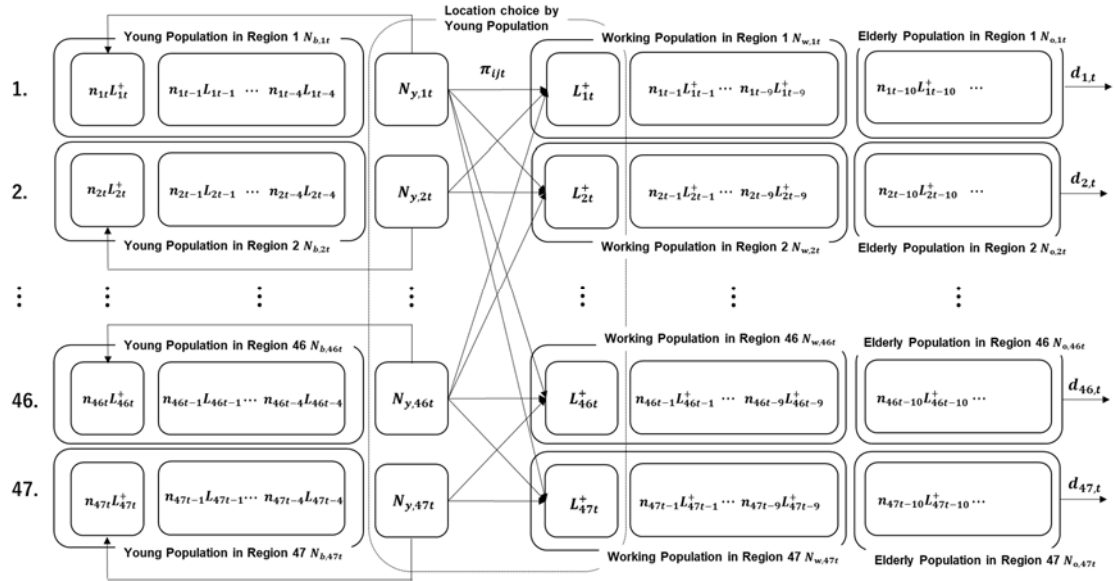 Location choice by
Young Population
Young Population in Region 1 N_{b,1t}
Working Population in Region 1 N_{w,1t}
Elderly Population in Region 1 N_{o,1t}
1.
n_{1t}L^+_{1t}
n_{1t−1}L_{1t−1} ⋯ n_{1t−4}L_{1t−4}
N_{y,1t}
π_{ijt}
L^+_{1t}
n_{1t−1}L^+_{1t−1} ⋯ n_{1t−9}L^+_{1t−9}
n_{1t−10}L^+_{1t−10} ⋯
d_{1,t}
2.
n_{2t}L^+_{2t}
n_{2t−1}L_{2t−1} ⋯ n_{2t−4}L_{2t−4}
N_{y,2t}
L^+_{2t}
n_{2t−1}L^+_{2t−1} ⋯ n_{2t−9}L^+_{2t−9}
n_{2t−10}L^+_{2t−10} ⋯
d_{2,t}
Young Population in Region 2 N_{b,2t}
Working Population in Region 2 N_{w,2t}
Elderly Population in Region 2 N_{o,2t}
⋮ ⋮ ⋮ ⋮ ⋮ ⋮ ⋮
Young Population in Region 46 N_{b,46t}
Working Population in Region 46 N_{w,46t}
Elderly Population in Region 46 N_{o,46t}
46.
n_{46t}L^+_{46t}
n_{46t−1}L_{46t−1} ⋯ n_{46t−4}L_{46t−4}
N_{y,46t}
L^+_{46t}
n_{46t−1}L^+_{46t−1} ⋯ n_{46t−9}L^+_{46t−9}
n_{46t−10}L^+_{46t−10} ⋯
d_{46,t}
47.
n_{47t}L^+_{47t}
n_{47t−1}L_{47t−1} ⋯ n_{47t−4}L_{47t−4}
N_{y,47t}
L^+_{47t}
n_{47t−1}L^+_{47t−1} ⋯ n_{47t−9}L^+_{47t−9}
n_{47t−10}L^+_{47t−10} ⋯
d_{47,t}
Young Population in Region 47 N_{b,47t}
Working Population in Region 47 N_{w,47t}
Elderly Population in Region 47 N_{o,47t}